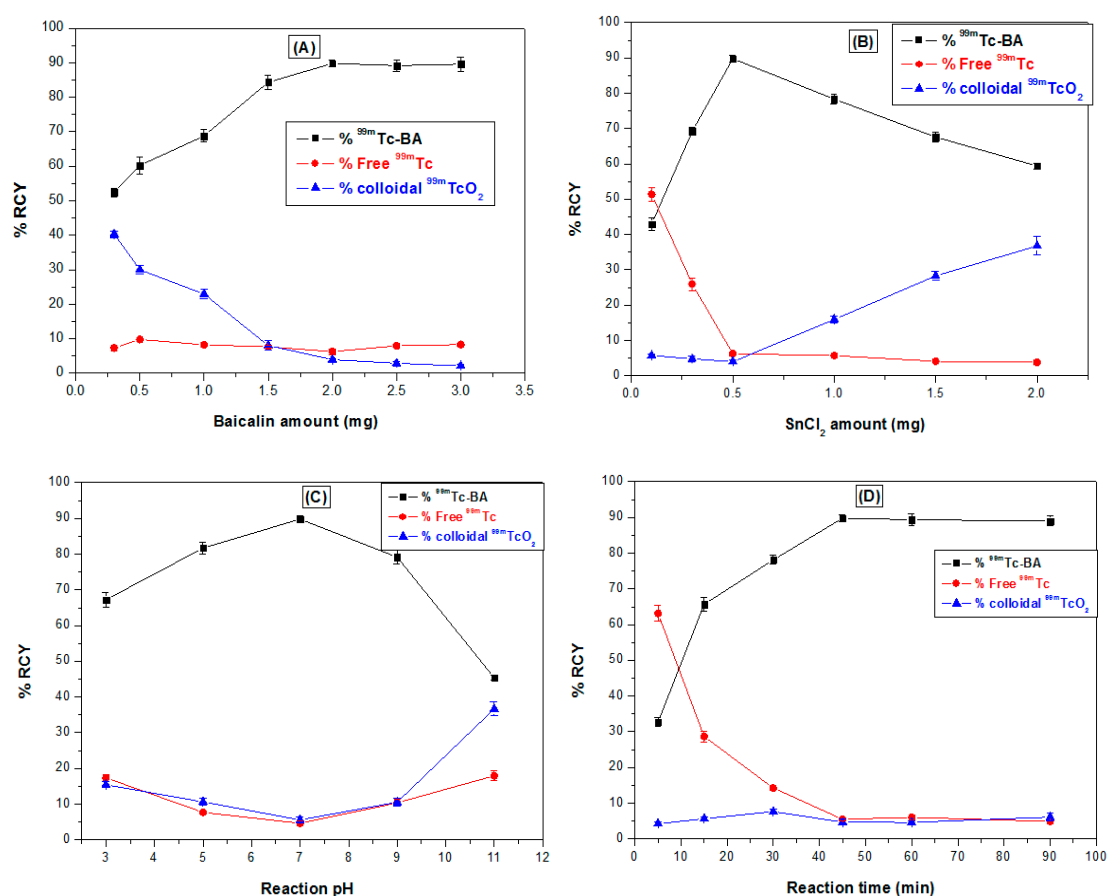 (A)
% RCY
100
90
80
70
60
50
40
30
20
10
0
% ⁹⁹ᵐTc-BA
% Free ⁹⁹ᵐTc
% colloidal ⁹⁹ᵐTcO₂
0.0 0.5 1.0 1.5 2.0 2.5 3.0 3.5
Baicalin amount (mg)
(B)
% RCY
100
90
80
70
60
50
40
30
20
10
0
% ⁹⁹ᵐTc-BA
% Free ⁹⁹ᵐTc
% colloidal ⁹⁹ᵐTcO₂
0.0 0.5 1.0 1.5 2.0
SnCl₂ amount (mg)
(C)
% RCY
100
90
80
70
60
50
40
30
20
10
0
% ⁹⁹ᵐTc-BA
% Free ⁹⁹ᵐTc
% colloidal ⁹⁹ᵐTcO₂
3 4 5 6 7 8 9 10 11 12
Reaction pH
(D)
% RCY
100
90
80
70
60
50
40
30
20
10
0
% ⁹⁹ᵐTc-BA
% Free ⁹⁹ᵐTc
% colloidal ⁹⁹ᵐTcO₂
0 10 20 30 40 50 60 70 80 90 100
Reaction time (min)